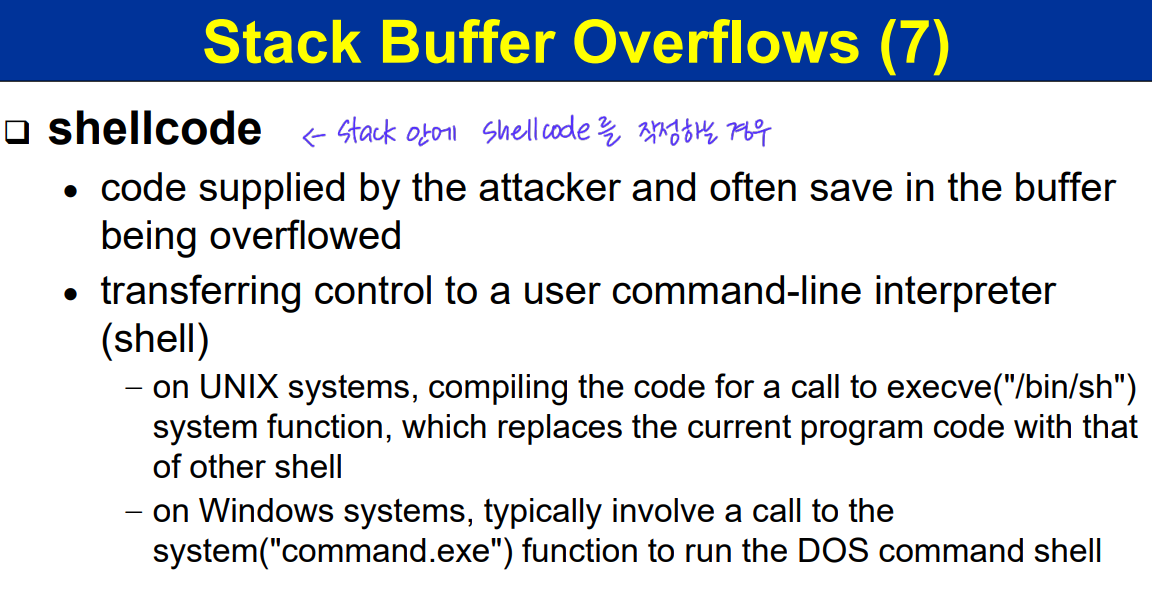 Stack Buffer Overflows (7)
❑ shellcode ← Stack 안에 shellcode를 작성하는 경우
• code supplied by the attacker and often save in the buffer
being overflowed
• transferring control to a user command-line interpreter
(shell)
– on UNIX systems, compiling the code for a call to execve("/bin/sh")
system function, which replaces the current program code with that
of other shell
– on Windows systems, typically involve a call to the
system("command.exe") function to run the DOS command shell